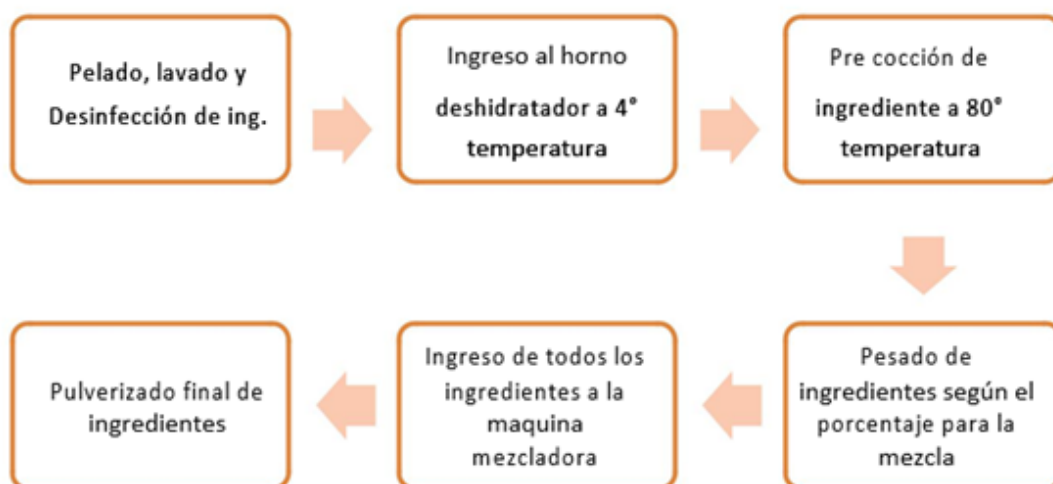 Pelado, lavado y
Desinfección de ing.
Ingreso al horno
deshidratador a 4°
temperatura
Pre cocción de
ingrediente a 80°
temperatura
Pesado de
ingredientes según el
porcentaje para la
mezcla
Ingreso de todos los
ingredientes a la
maquina
mezcladora
Pulverizado final de
ingredientes